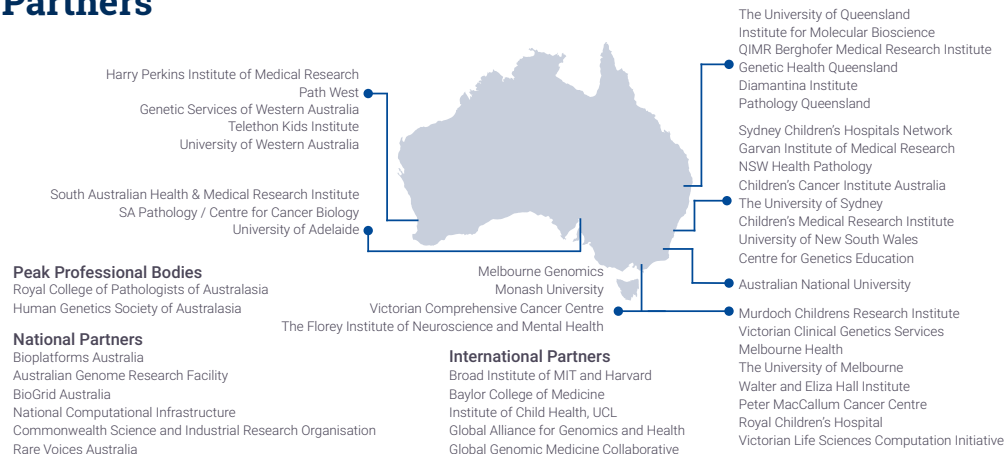 Partners
Harry Perkins Institute of Medical Research
Path West
Genetic Services of Western Australia
Telethon Kids Institute
University of Western Australia
South Australian Health & Medical Research Institute
SA Pathology / Centre for Cancer Biology
University of Adelaide
The University of Queensland
Institute for Molecular Bioscience
QIMR Berghofer Medical Research Institute
Genetic Health Queensland
Diamantina Institute
Pathology Queensland
Sydney Children's Hospitals Network
Garvan Institute of Medical Research
NSW Health Pathology
Children's Cancer Institute Australia
The University of Sydney
Children's Medical Research Institute
University of New South Wales
Centre for Genetics Education
Australian National University
Melbourne Genomics
Monash University
Victorian Comprehensive Cancer Centre
The Florey Institute of Neuroscience and Mental Health
Murdoch Childrens Research Institute
Victorian Clinical Genetics Services
Melbourne Health
The University of Melbourne
Walter and Eliza Hall Institute
Peter MacCallum Cancer Centre
Royal Children's Hospital
Victorian Life Sciences Computation Initiative
Peak Professional Bodies
Royal College of Pathologists of Australasia
Human Genetics Society of Australasia
National Partners
Bioplatforms Australia
Australian Genome Research Facility
BioGrid Australia
National Computational Infrastructure
Commonwealth Science and Industrial Research Organisation
Rare Voices Australia
International Partners
Broad Institute of MIT and Harvard
Baylor College of Medicine
Institute of Child Health, UCL
Global Alliance for Genomics and Health
Global Genomic Medicine Collaborative